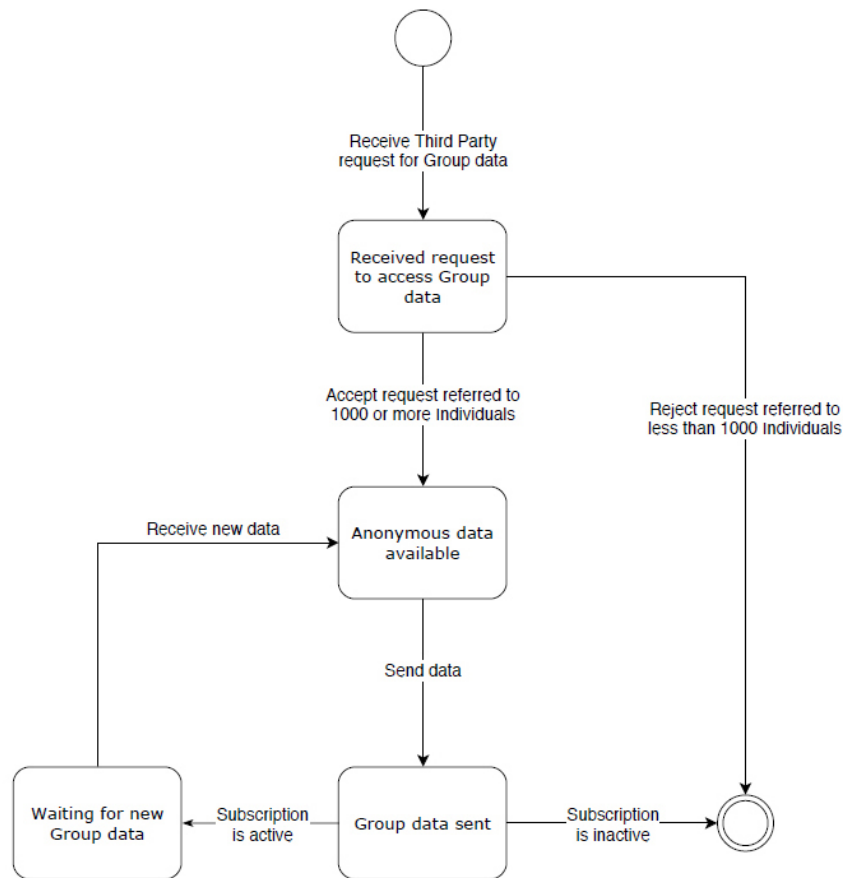 Receive Third Party
request for Group data
Received request
to access Group
data
Accept request referred to
1000 or more Individuals
Reject request referred to
less than 1000 Individuals
Receive new data
Anonymous data
available
Send data
Waiting for new
Group data
Subscription
is active
Group data sent
Subscription
is inactive